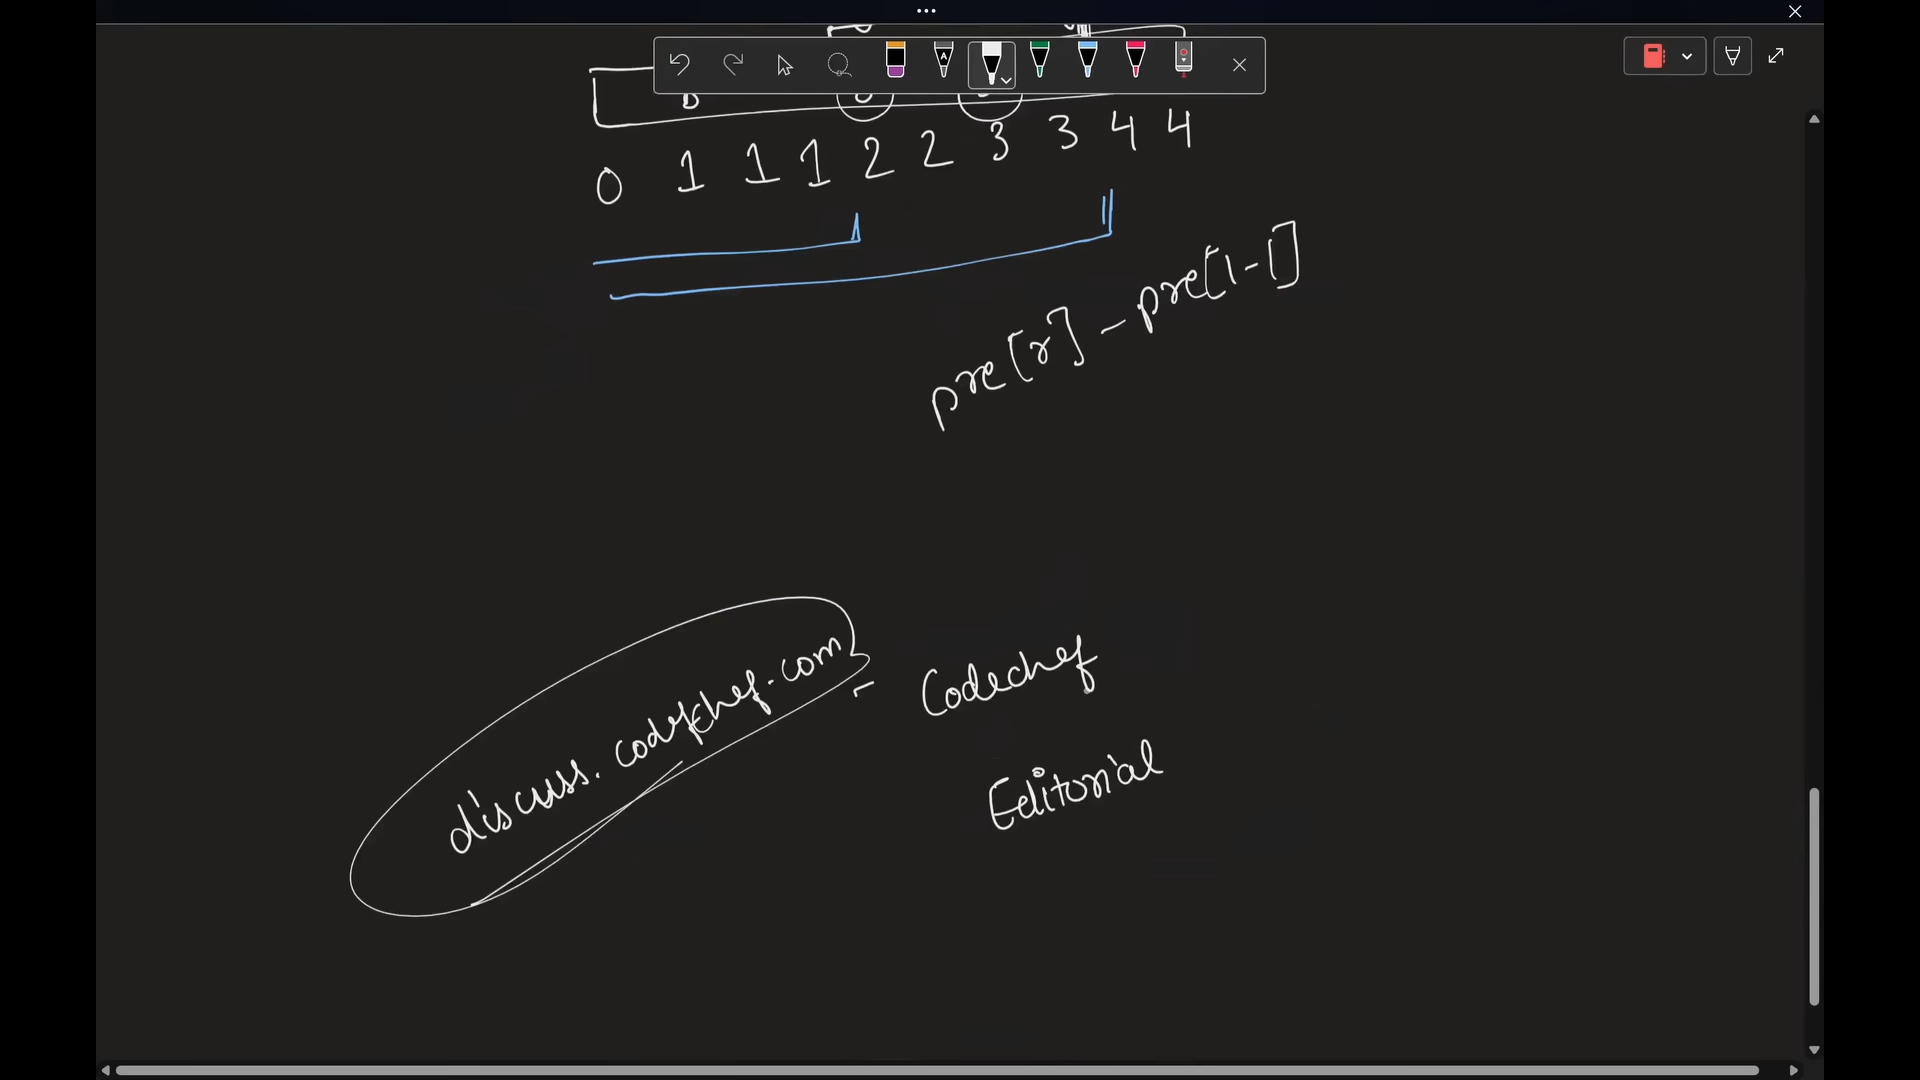 0 1 1 1 2 2 3 3 4 4
pre[r] - pre[l-1]
discuss.codechef.com
Codechef
Editorial